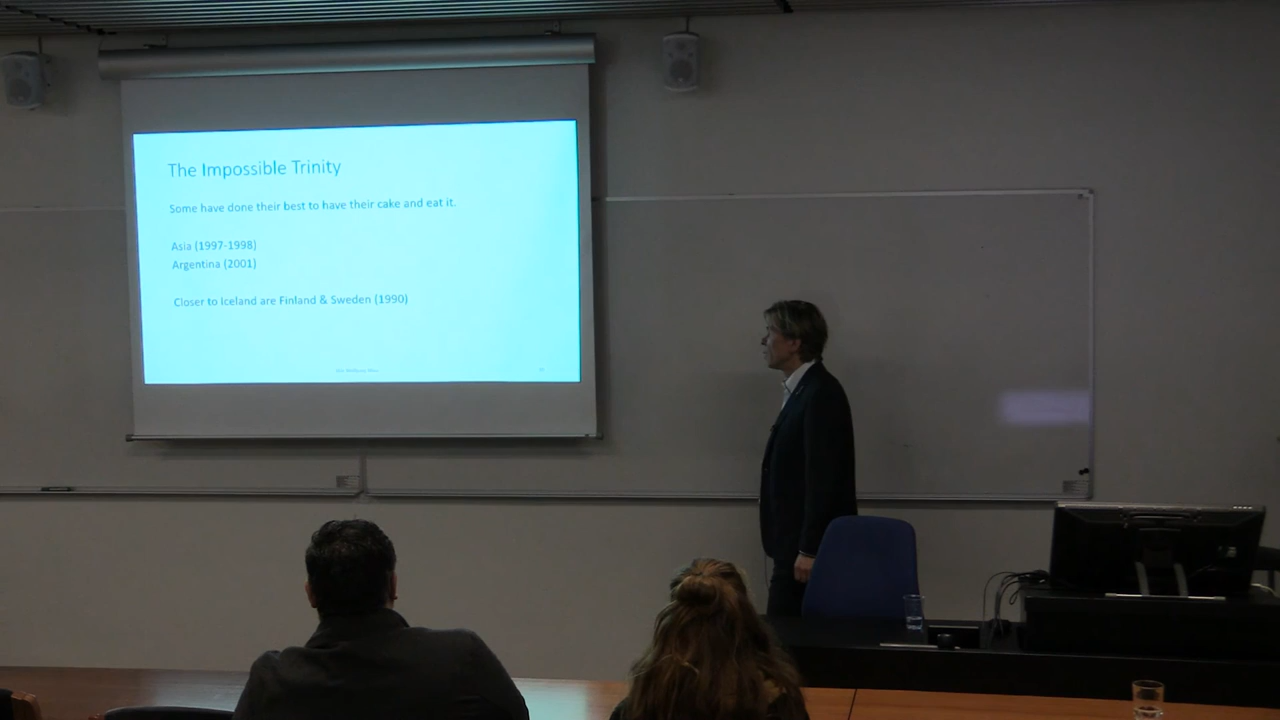 The Impossible Trinity
Some have done their best to have their cake and eat it.
Asia (1997-1998)
Argentina (2001)
Closer to Iceland are Finland & Sweden (1990)